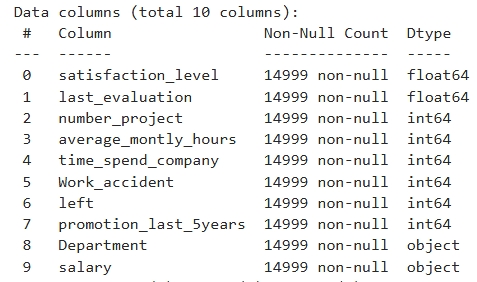 Data columns (total 10 columns):
 #   Column                 Non-Null Count  Dtype
---  ------                 --------------  -----
 0   satisfaction_level     14999 non-null  float64
 1   last_evaluation        14999 non-null  float64
 2   number_project         14999 non-null  int64
 3   average_montly_hours   14999 non-null  int64
 4   time_spend_company     14999 non-null  int64
 5   Work_accident          14999 non-null  int64
 6   left                   14999 non-null  int64
 7   promotion_last_5years  14999 non-null  int64
 8   Department             14999 non-null  object
 9   salary                 14999 non-null  object